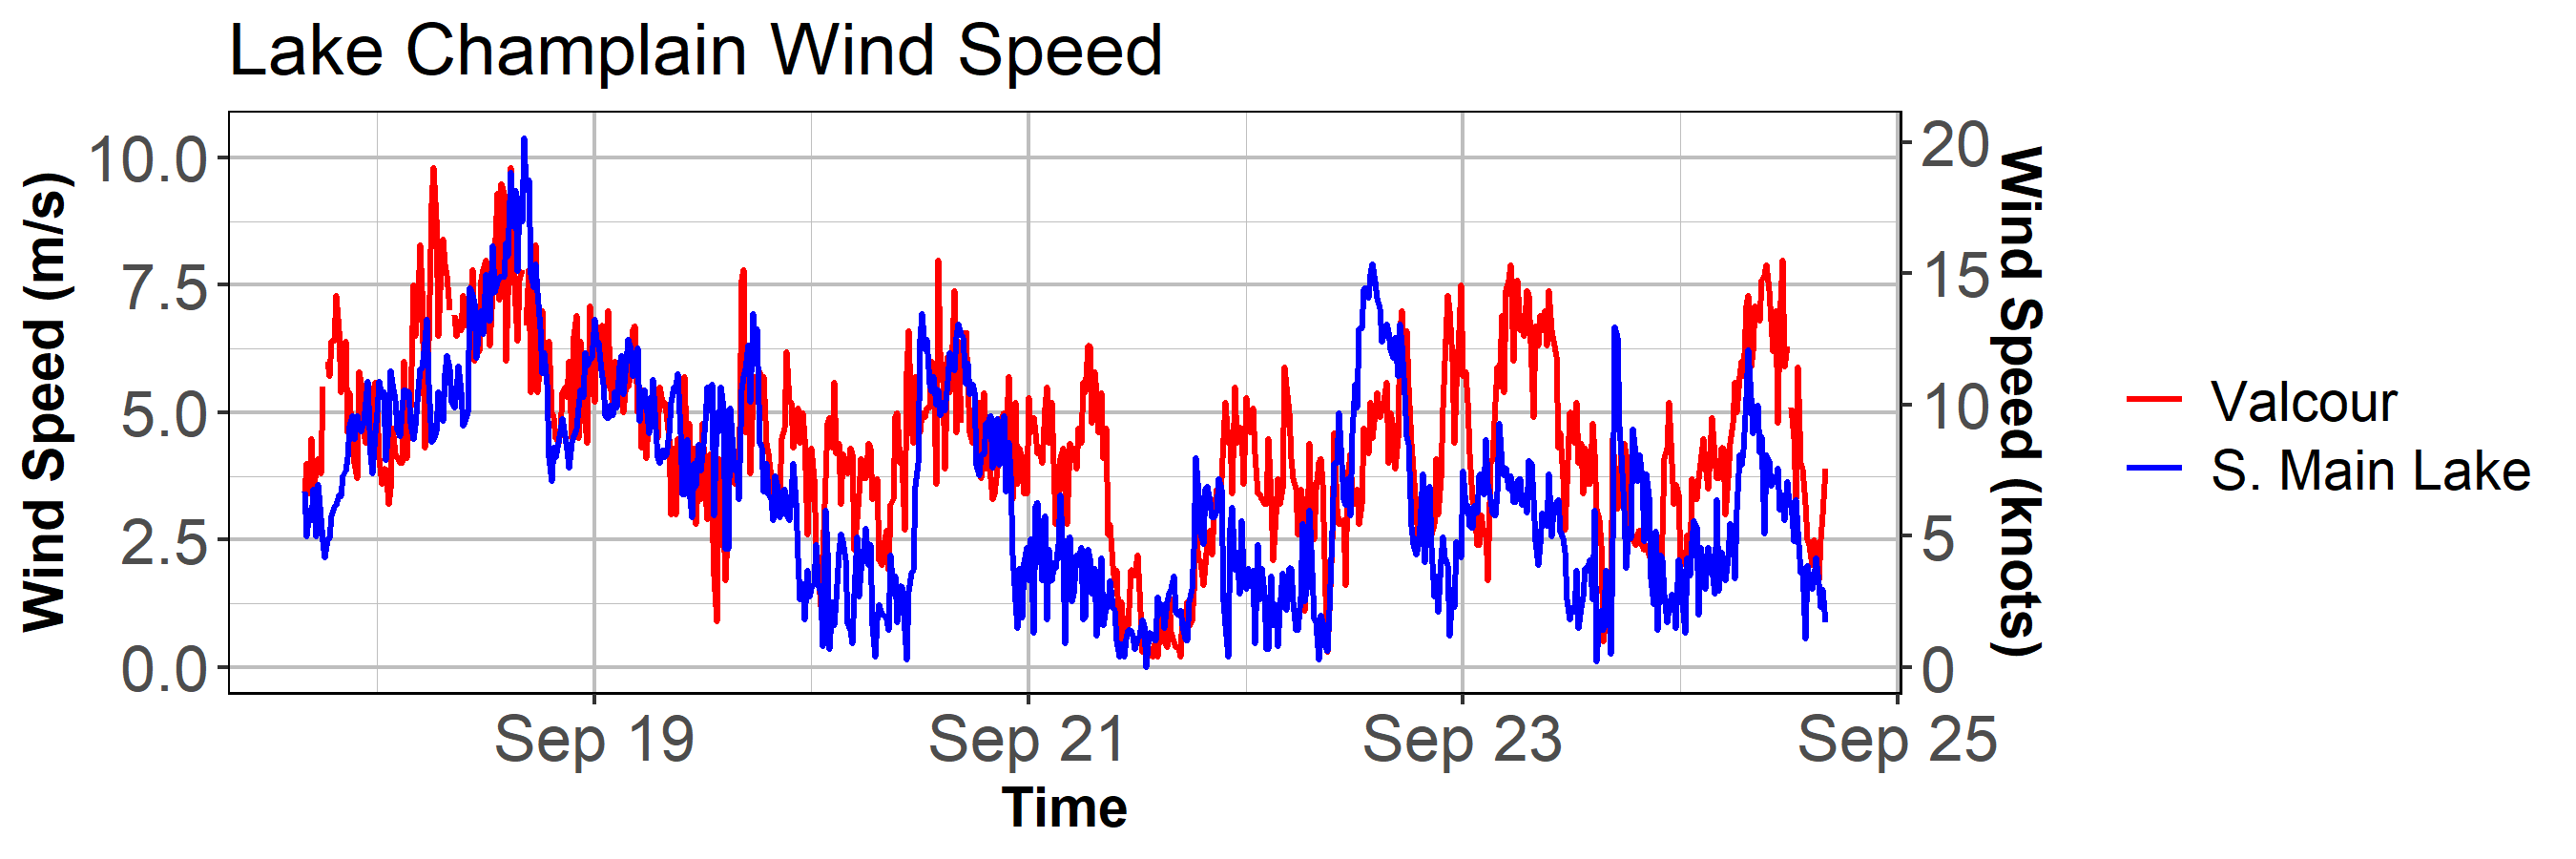 Lake Champlain Wind Speed
Wind Speed (m/s)
10.0
7.5
5.0
2.5
0.0
20
15
10
5
0
Wind Speed (knots)
Sep 19
Sep 21
Sep 23
Sep 25
Time
Valcour
S. Main Lake